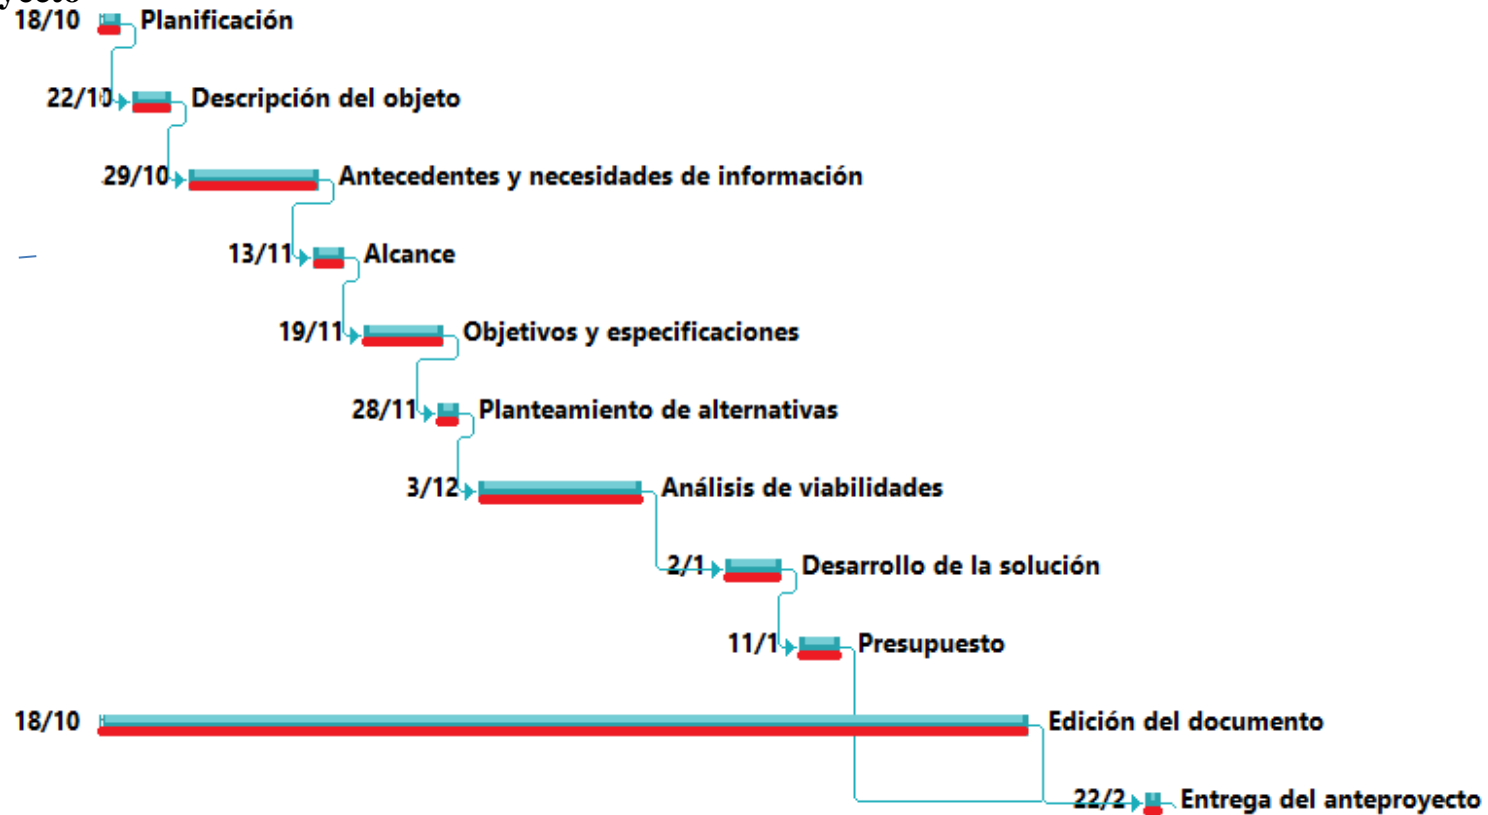 18/10 Planificación
22/10 Descripción del objeto
29/10 Antecedentes y necesidades de información
13/11 Alcance
19/11 Objetivos y especificaciones
28/11 Planteamiento de alternativas
3/12 Análisis de viabilidades
2/1 Desarrollo de la solución
11/1 Presupuesto
18/10 Edición del documento
22/2 Entrega del anteproyecto